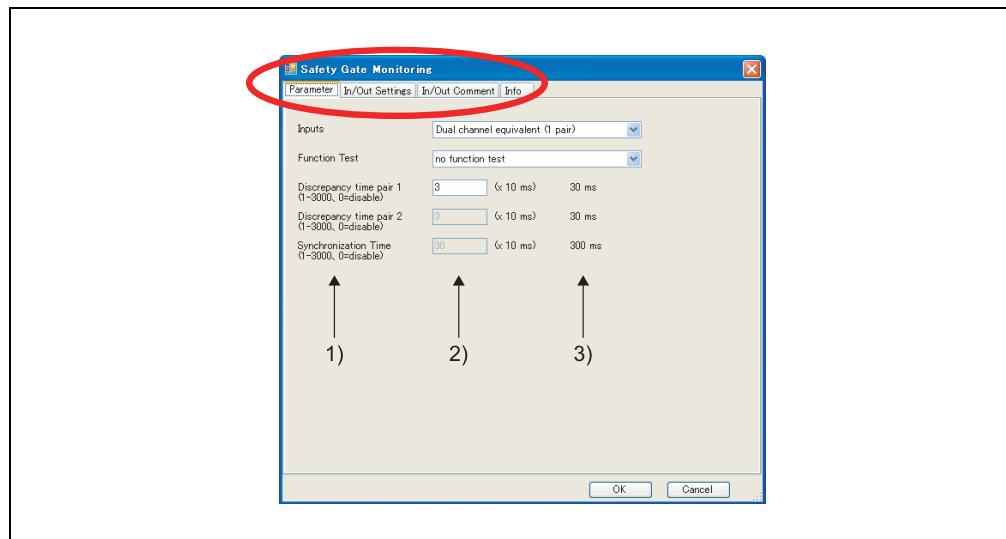 Safety Gate Monitoring
Parameter In/Out Settings In/Out Comment Info
Inputs Dual channel equivalent (1 pair)
Function Test no function test
Discrepancy time pair 1 3 (x 10 ms) 30 ms
(1-3000、0=disable)
Discrepancy time pair 2 3 (x 10 ms) 30 ms
(1-3000、0=disable)
Synchronization Time 30 (x 10 ms) 300 ms
(1-3000、0=disable)
1) 2) 3)
OK Cancel